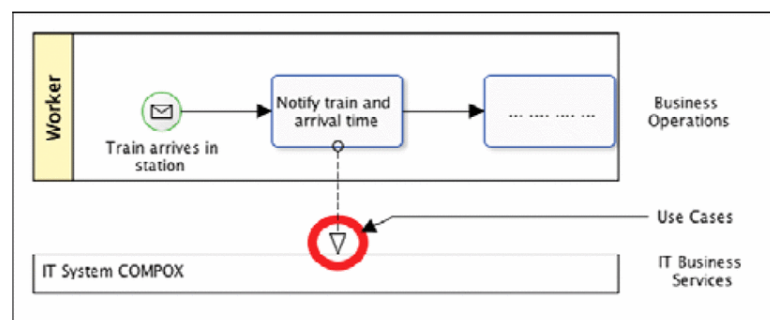 Worker
Train arrives in
station
Notify train and
arrival time
... .... .... ...
Business
Operations
Use Cases
IT System COMPOX
IT Business
Services